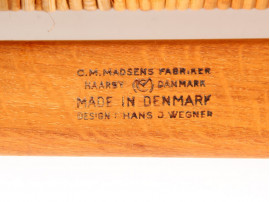 C. M. MADSENS FABRIKER
HAARBY DANMARK
MADE IN DENMARK
DESIGN: HANS J. WEGNER